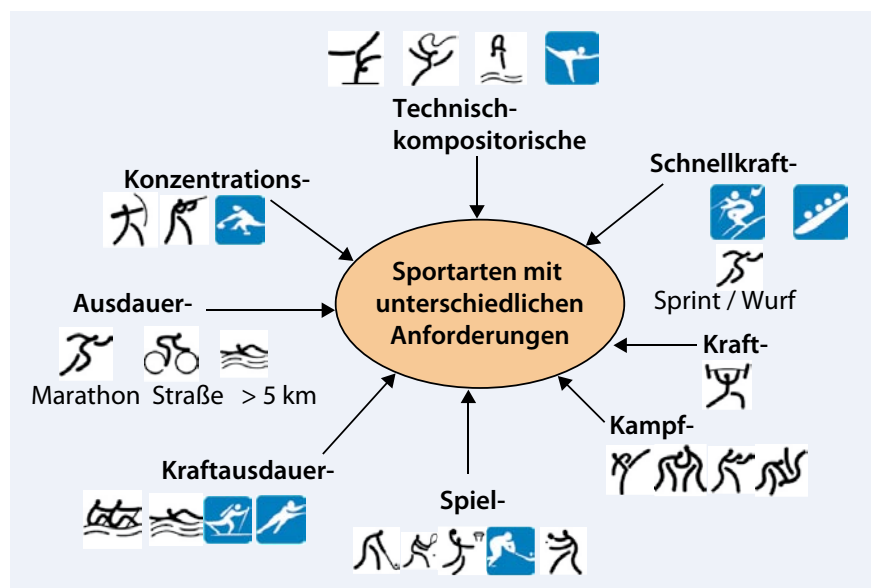 Technisch-
kompositorische
Schnellkraft-
Konzentrations-
Sportarten mit
unterschiedlichen
Anforderungen
Ausdauer-
Sprint / Wurf
Kraft-
Marathon Straße > 5 km
Kampf-
Kraftausdauer-
Spiel-